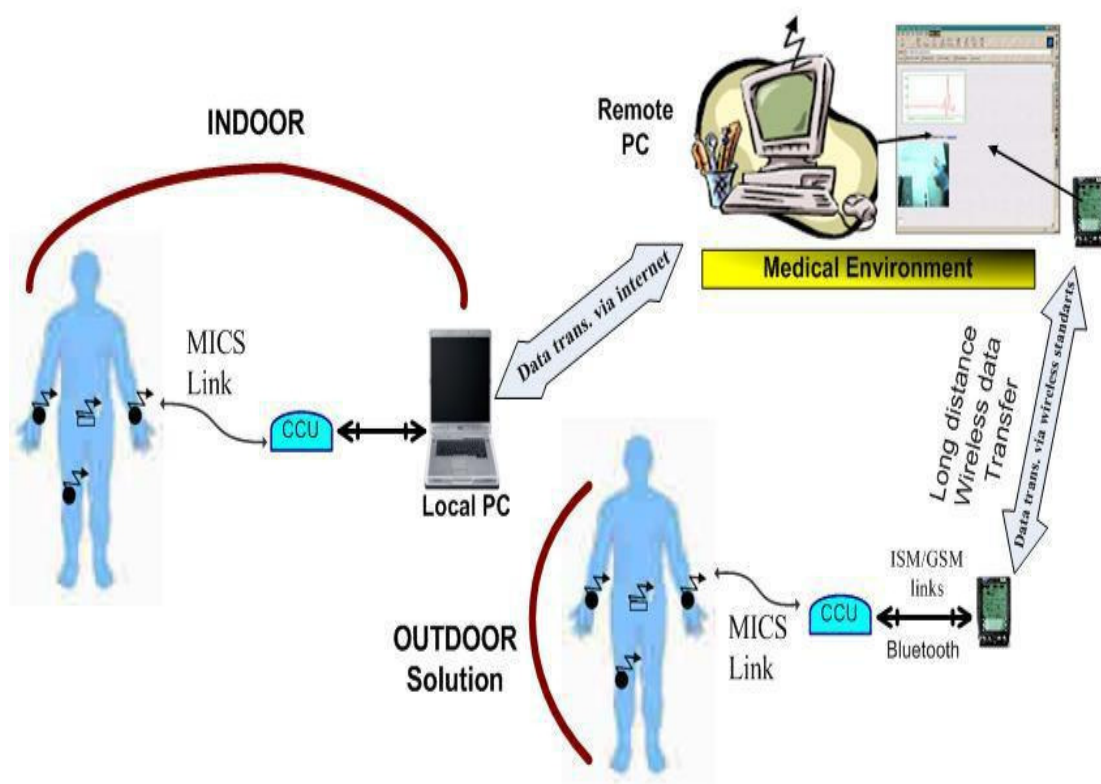 INDOOR
Remote
PC
Medical Environment
MICS
Link
CCU
Local PC
Data trans. via internet
Long distance
Wireless data
Transfer
Data trans. via wireless standarts
OUTDOOR
Solution
MICS
Link
CCU
ISM/GSM
links
Bluetooth